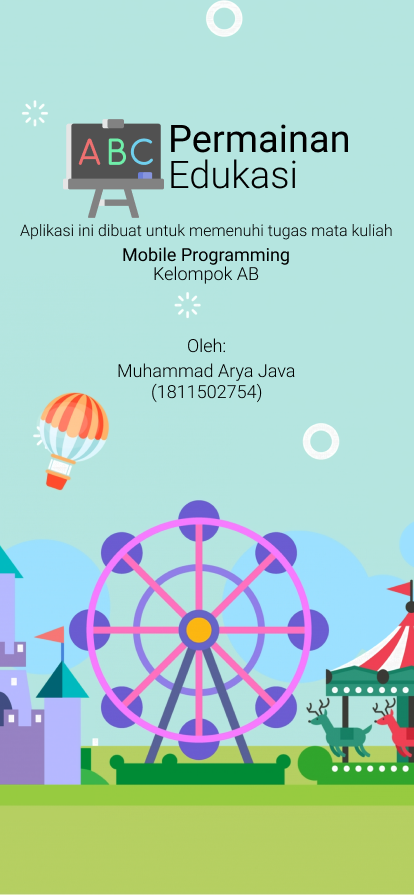 ABC
Permainan
Edukasi
Aplikasi ini dibuat untuk memenuhi tugas mata kuliah
Mobile Programming
Kelompok AB
Oleh:
Muhammad Arya Java
(1811502754)